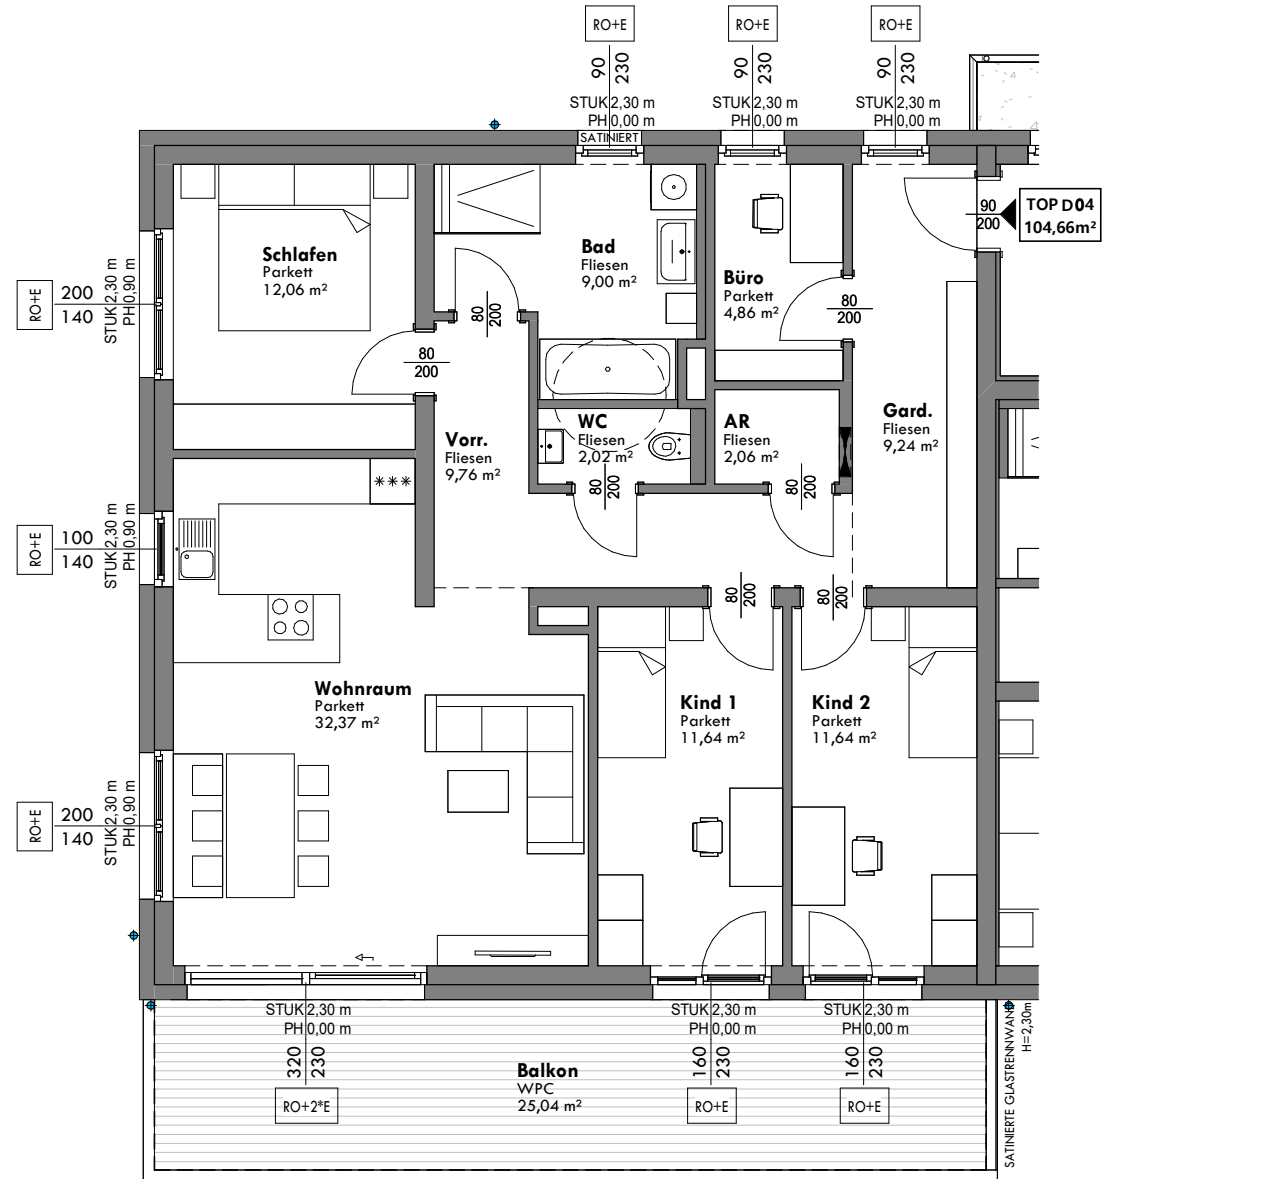 RO+E
RO+E
RO+E
90
230
90
230
90
230
STUK 2,30 m
PH 0,00 m
STUK 2,30 m
PH 0,00 m
STUK 2,30 m
PH 0,00 m
SATINIERT
90
200
TOP D04
104,66m²
Schlafen
Parkett
12,06 m²
Bad
Fliesen
9,00 m²
Büro
Parkett
4,86 m²
RO+E
200
140
STUK 2,30 m
PH 0,90 m
80
200
80
200
80
200
Vorr.
Fliesen
9,76 m²
WC
Fliesen
2,02 m²
AR
Fliesen
2,06 m²
Gard.
Fliesen
9,24 m²
***
80
200
80
200
RO+E
100
140
STUK 2,30 m
PH 0,90 m
80
200
80
200
Wohnraum
Parkett
32,37 m²
Kind 1
Parkett
11,64 m²
Kind 2
Parkett
11,64 m²
RO+E
200
140
STUK 2,30 m
PH 0,90 m
STUK 2,30 m
PH 0,00 m
320
230
RO+2*E
STUK 2,30 m
PH 0,00 m
160
230
RO+E
STUK 2,30 m
PH 0,00 m
160
230
RO+E
Balkon
WPC
25,04 m²
SATINIERTE GLASTRENNWAND
H=2,30m